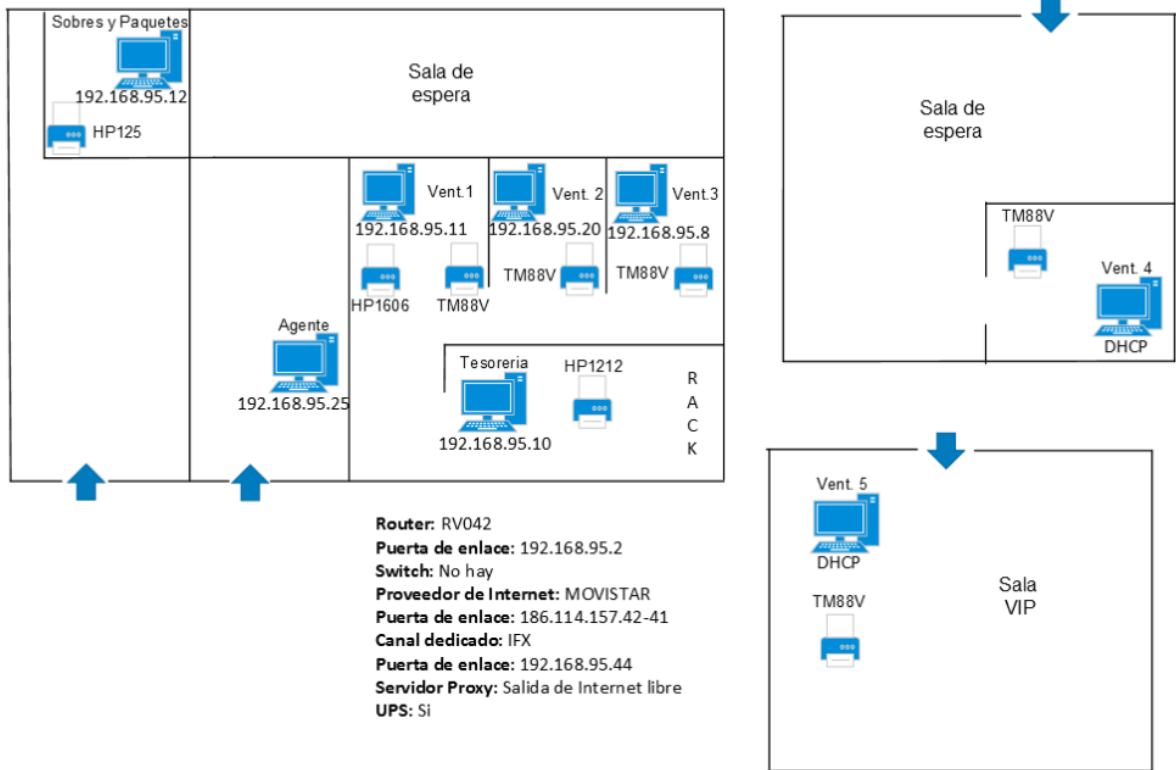 Sobres y Paquetes
192.168.95.12
HP125
Sala de
espera
Vent.1
192.168.95.11
HP1606
TM88V
Vent. 2
192.168.95.20
TM88V
Vent.3
192.168.95.8
TM88V
Agente
192.168.95.25
Tesoreria
192.168.95.10
HP1212
R
A
C
K
Sala de
espera
TM88V
Vent. 4
DHCP
Vent. 5
DHCP
TM88V
Sala
VIP
Router: RV042
Puerta de enlace: 192.168.95.2
Switch: No hay
Proveedor de Internet: MOVISTAR
Puerta de enlace: 186.114.157.42-41
Canal dedicado: IFX
Puerta de enlace: 192.168.95.44
Servidor Proxy: Salida de Internet libre
UPS: Si